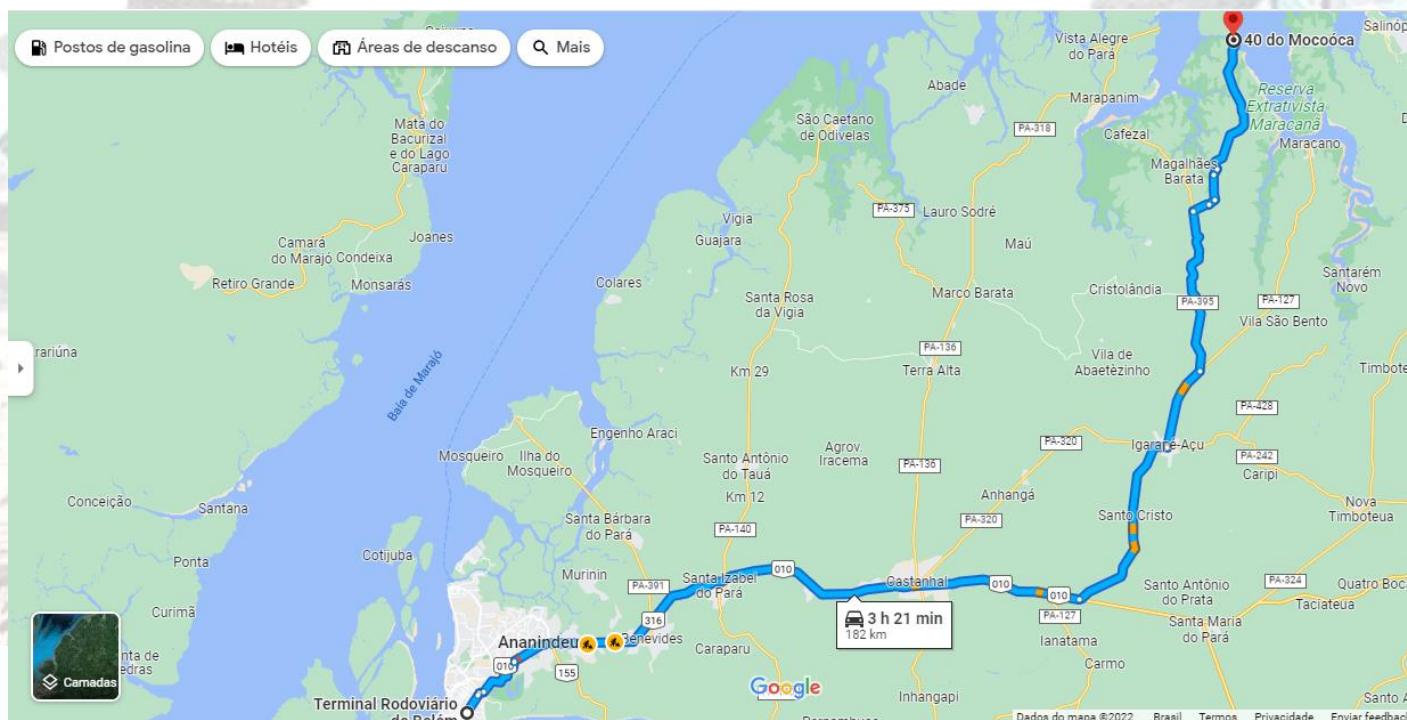 Postos de gasolina
Hotéis
Áreas de descanso
Mais
Vista Alegre
do Pará
40 do Mocoóca
Abade
Marapanim
Reserva
Extrativista
Maracanã
Mata do
Bacurizal
e do Lago
Caraparu
São Caetano
de Odivelas
PA-318
Cafezal
Maracano
Magalhães
Barata
PA-375
Lauro Sodré
Vigia
Guajara
Joanes
Camará
do Marajó
Condeixa
Maú
Retiro Grande
Monsarás
Colares
Santa Rosa
da Vigia
Marco Barata
Cristolândia
Santarém
Novo
PA-395
PA-127
Vila São Bento
PA-136
Baía de Marajó
Km 29
Terra Alta
Vila de
Abaetèzinho
PA-428
Engenho Araci
Mosqueiro
Ilha do
Mosqueiro
Santo Antônio
do Tauá
Agrov.
Iracema
PA-320
Igarapé-Açu
PA-242
Caripi
PA-136
Km 12
Anhangá
Conceição
Santana
Santa Bárbara
do Pará
PA-140
PA-320
Santo Cristo
Nova
Timboteua
Ponta
Cotijuba
Murinin
PA-391
Santa Izabel
do Pará
010
Castanhal
010
010
PA-127
Santo Antônio
do Prata
PA-324
Quatro Boc
Taciateua
Curimã
316
3 h 21 min
182 km
Santa Maria
do Pará
Ananindeu
Benevides
Ianatama
Caraparu
010
155
Carmo
Camadas
Google
Inhangapi
Terminal Rodoviário
de Belém
Dados do mapa ©2022
Brasil
Termos
Privacidade
Enviar feedbac